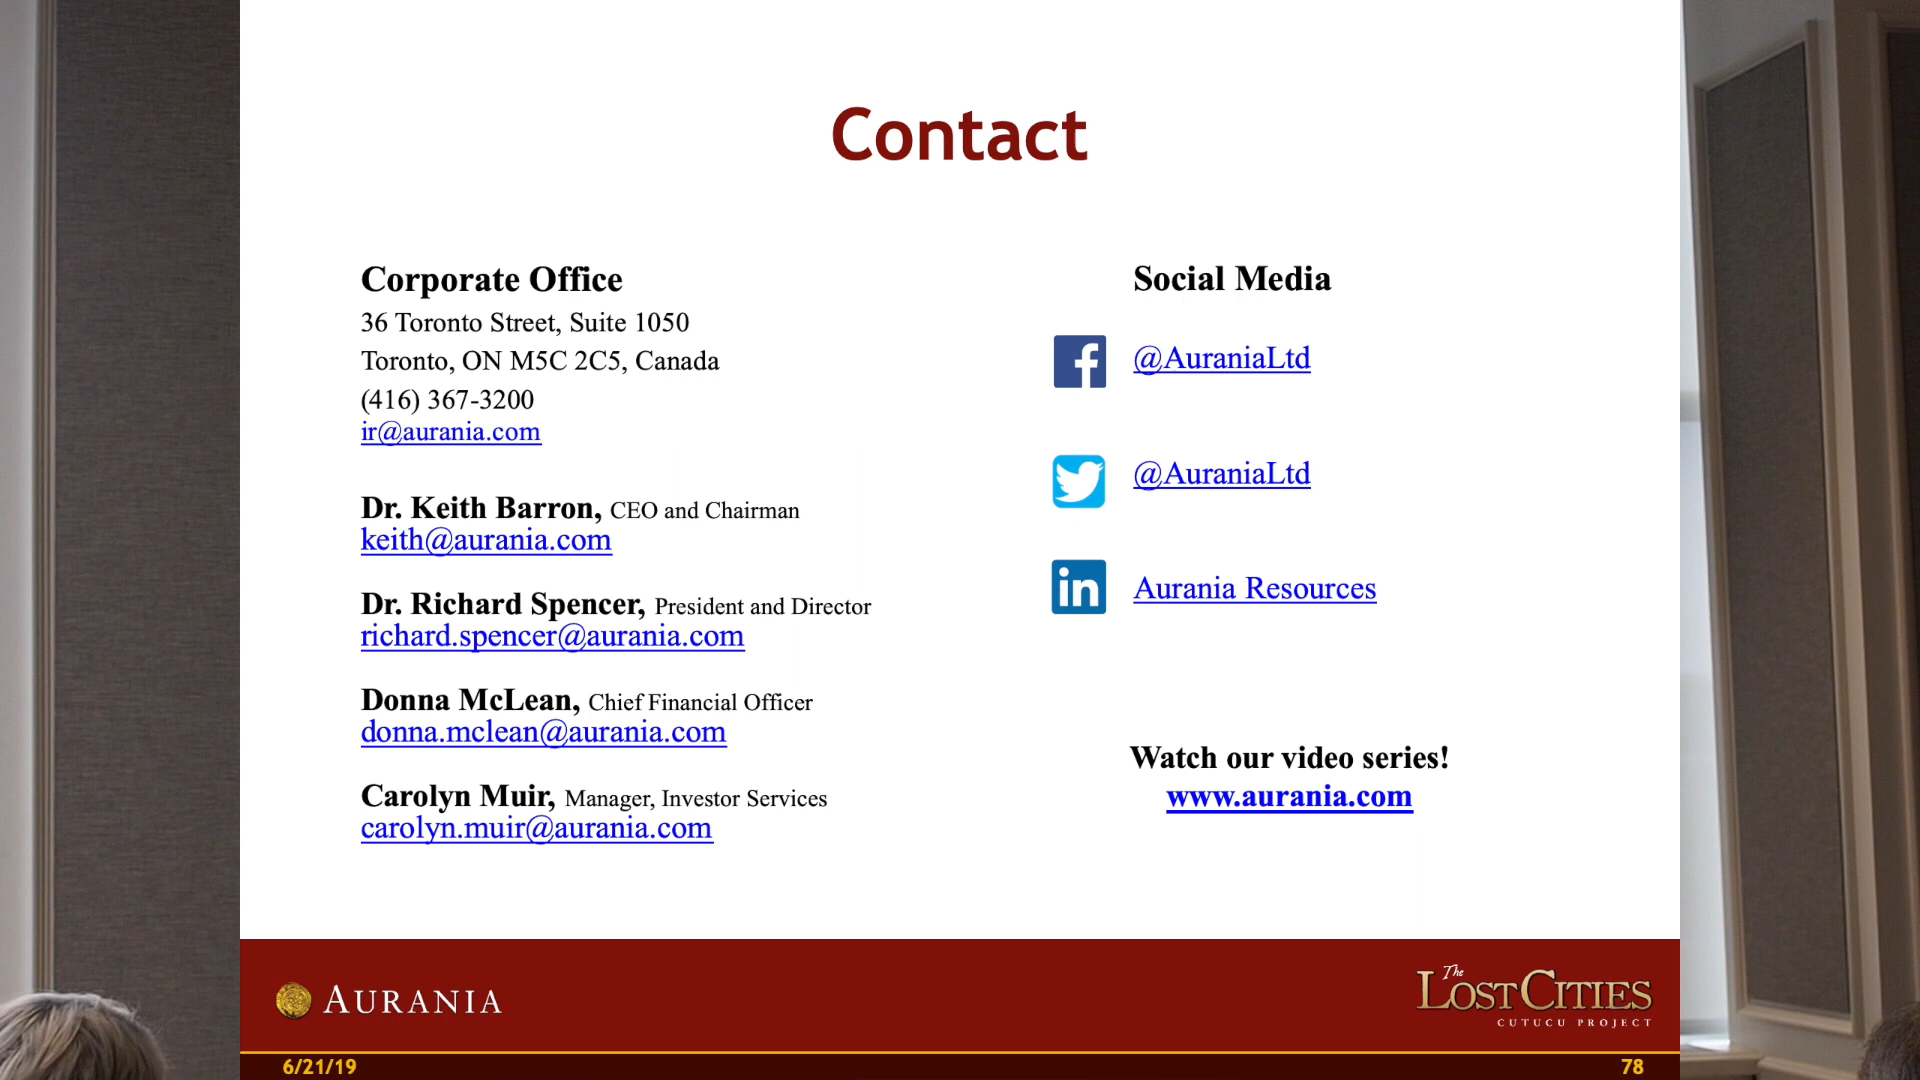 Contact
Corporate Office
36 Toronto Street, Suite 1050
Toronto, ON M5C 2C5, Canada
(416) 367-3200
ir@aurania.com
Dr. Keith Barron, CEO and Chairman
keith@aurania.com
Dr. Richard Spencer, President and Director
richard.spencer@aurania.com
Donna McLean, Chief Financial Officer
donna.mclean@aurania.com
Carolyn Muir, Manager, Investor Services
carolyn.muir@aurania.com
Social Media
@AuraniaLtd
@AuraniaLtd
in Aurania Resources
Watch our video series!
www.aurania.com
AURANIA
The
LOST CITIES
CUTUCU PROJECT
6/21/19
78